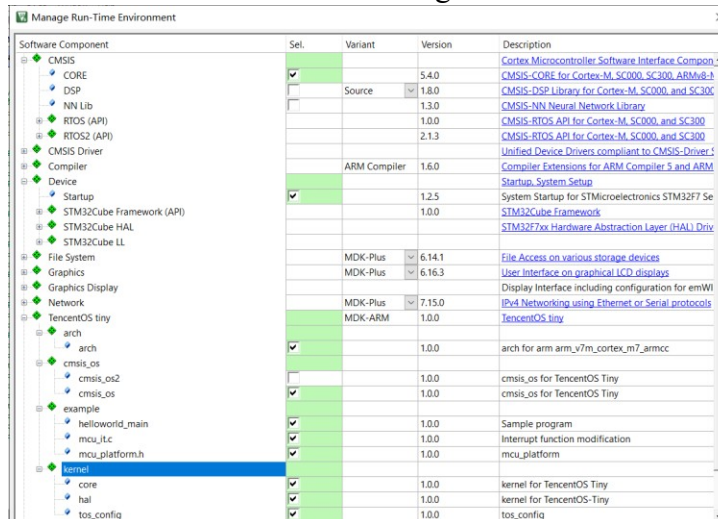 Manage Run-Time Environment
Software Component Sel. Variant Version Description
CMSIS Cortex Microcontroller Software Interface Compon
CORE 5.4.0 CMSIS-CORE for Cortex-M, SC000, SC300, ARMv8-M
DSP Source 1.8.0 CMSIS-DSP Library for Cortex-M, SC000, and SC300
NN Lib 1.3.0 CMSIS-NN Neural Network Library
RTOS (API) 1.0.0 CMSIS-RTOS API for Cortex-M, SC000, and SC300
RTOS2 (API) 2.1.3 CMSIS-RTOS API for Cortex-M, SC000, and SC300
CMSIS Driver Unified Device Drivers compliant to CMSIS-Driver S
Compiler ARM Compiler 1.6.0 Compiler Extensions for ARM Compiler 5 and ARM
Device Startup, System Setup
Startup 1.2.5 System Startup for STMicroelectronics STM32F7 Se
STM32Cube Framework (API) 1.0.0 STM32Cube Framework
STM32Cube HAL STM32F7xx Hardware Abstraction Layer (HAL) Driv
STM32Cube LL
File System MDK-Plus 6.14.1 File Access on various storage devices
Graphics MDK-Plus 6.16.3 User Interface on graphical LCD displays
Graphics Display Display Interface including configuration for emWI
Network MDK-Plus 7.15.0 IPv4 Networking using Ethernet or Serial protocols
TencentOS tiny MDK-ARM 1.0.0 TencentOS tiny
arch
arch 1.0.0 arch for arm arm_v7m_cortex_m7_armcc
cmsis_os
cmsis_os2 1.0.0 cmsis_os for TencentOS Tiny
cmsis_os 1.0.0 cmsis_os for TencentOS Tiny
example
helloworld_main 1.0.0 Sample program
mcu_it.c 1.0.0 Interrupt function modification
mcu_platform.h 1.0.0 mcu_platform
kernel
core 1.0.0 kernel for TencentOS Tiny
hal 1.0.0 kernel for TencentOS-Tiny
tos_config 1.0.0 tos_config